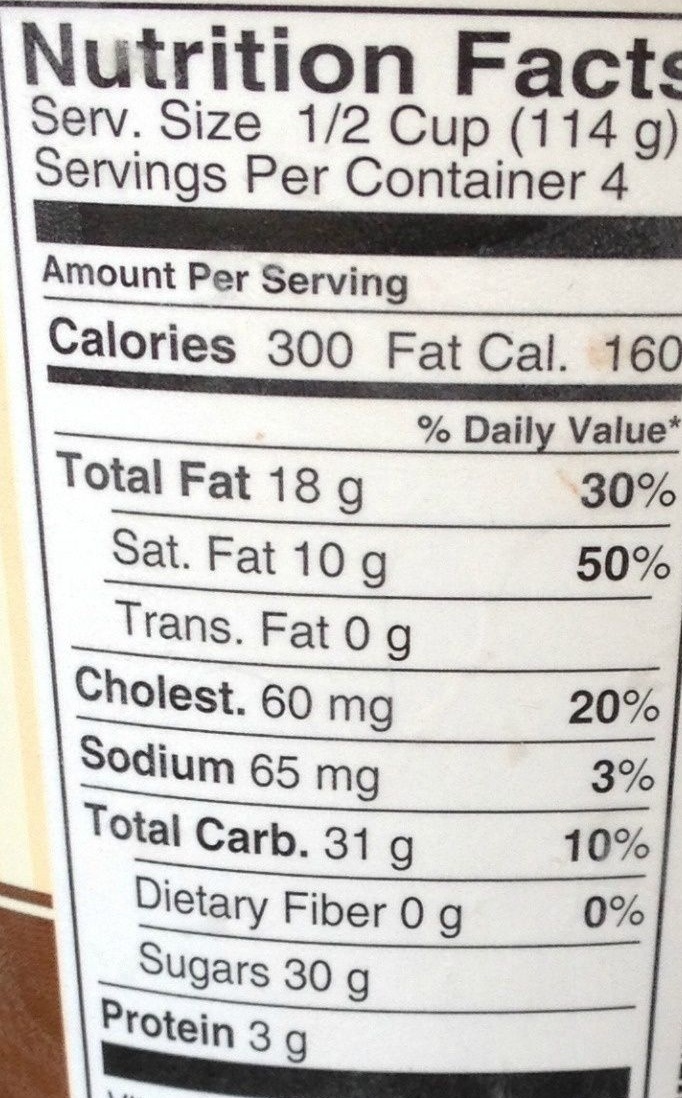 Nutrition Facts
Serv. Size 1/2 Cup (114 g)
Servings Per Container 4
Amount Per Serving
Calories 300 Fat Cal. 160
% Daily Value*
Total Fat 18 g 30%
Sat. Fat 10 g 50%
Trans. Fat 0 g
Cholest. 60 mg 20%
Sodium 65 mg 3%
Total Carb. 31 g 10%
Dietary Fiber 0 g 0%
Sugars 30 g
Protein 3 g